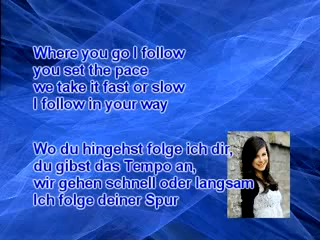 Where you go I follow
you set the pace
we take it fast or slow
I follow in your way
Wo du hingehst folge ich dir,
du gibst das Tempo an,
wir gehen schnell oder langsam
Ich folge deiner Spur